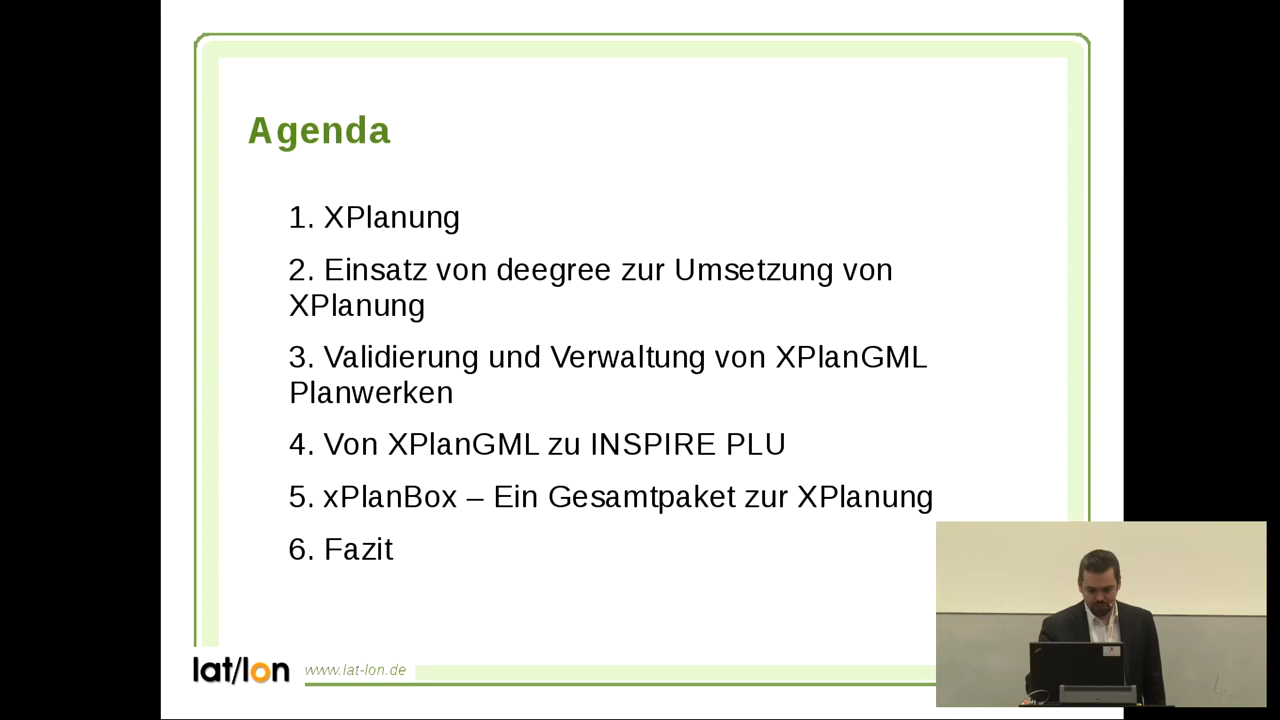 Agenda
1. XPlanung
2. Einsatz von deegree zur Umsetzung von
XPlanung
3. Validierung und Verwaltung von XPlanGML
Planwerken
4. Von XPlanGML zu INSPIRE PLU
5. xPlanBox – Ein Gesamtpaket zur XPlanung
6. Fazit
lat/lon
www.lat-lon.de